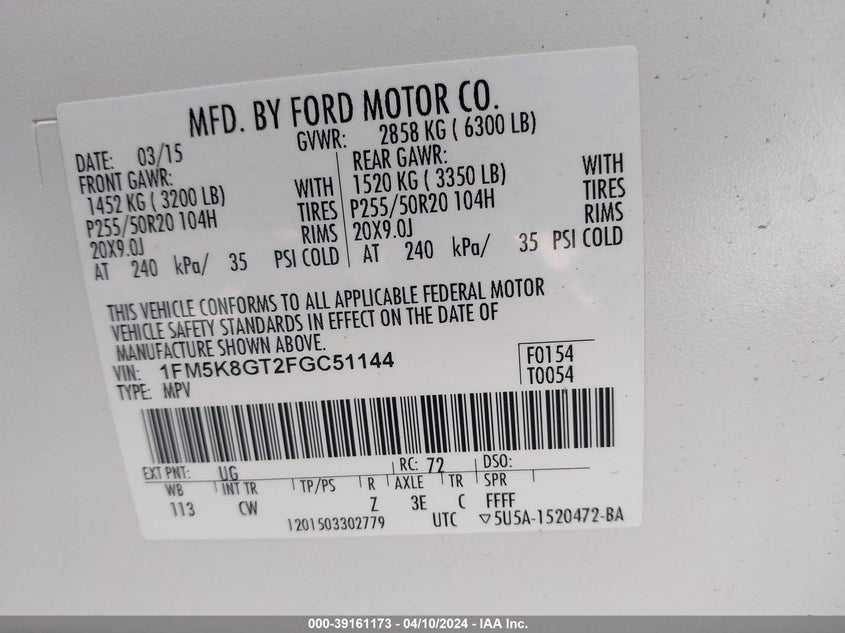 MFD. BY FORD MOTOR CO.
DATE: 03/15 GVWR: 2858 KG ( 6300 LB)
FRONT GAWR: REAR GAWR:
1452 KG ( 3200 LB) WITH 1520 KG ( 3350 LB) WITH
P255/50R20 104H TIRES P255/50R20 104H TIRES
20X9.0J RIMS 20X9.0J RIMS
AT 240 kPa/ 35 PSI COLD AT 240 kPa/ 35 PSI COLD
THIS VEHICLE CONFORMS TO ALL APPLICABLE FEDERAL MOTOR
VEHICLE SAFETY STANDARDS IN EFFECT ON THE DATE OF
MANUFACTURE SHOWN ABOVE.
VIN: 1FM5K8GT2FGC51144 F0154
TYPE: MPV T0054
EXT PNT: UG RC: 72 DSO:
WB INT TR TP/PS R AXLE TR SPR
113 CW Z 3E C FFFF
1201503302779 UTC ▽5U5A-1520472-BA
000-39161173 - 04/10/2024 - IAA Inc.